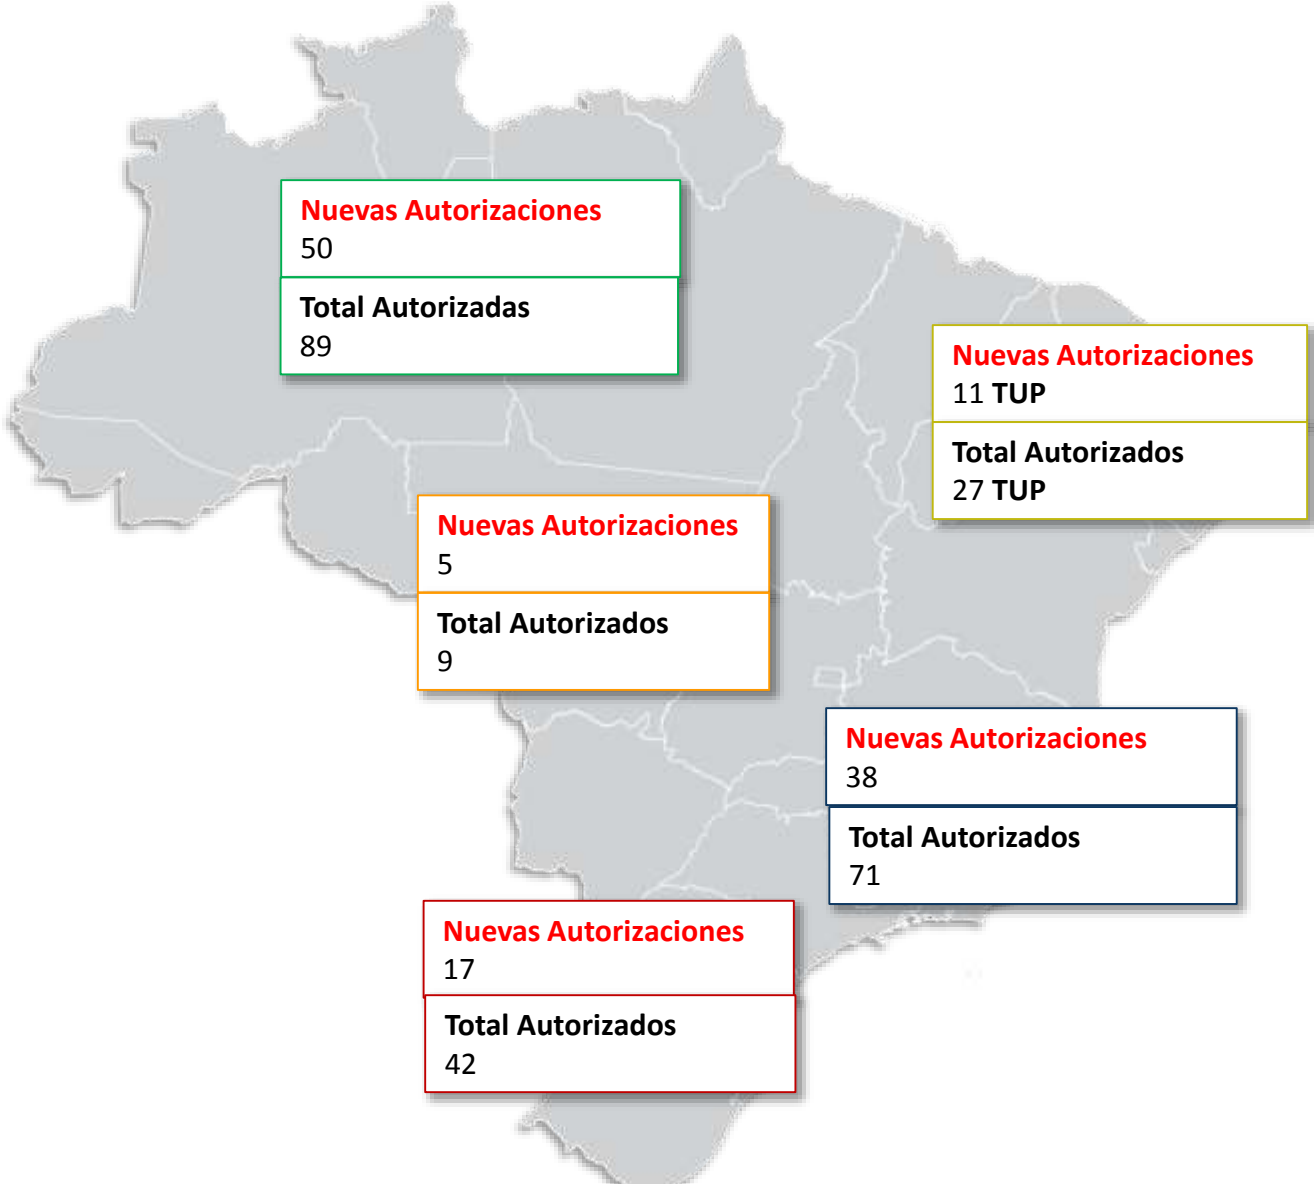 Nuevas Autorizaciones
50
Total Autorizadas
89
Nuevas Autorizaciones
11 TUP
Total Autorizados
27 TUP
Nuevas Autorizaciones
5
Total Autorizados
9
Nuevas Autorizaciones
38
Total Autorizados
71
Nuevas Autorizaciones
17
Total Autorizados
42